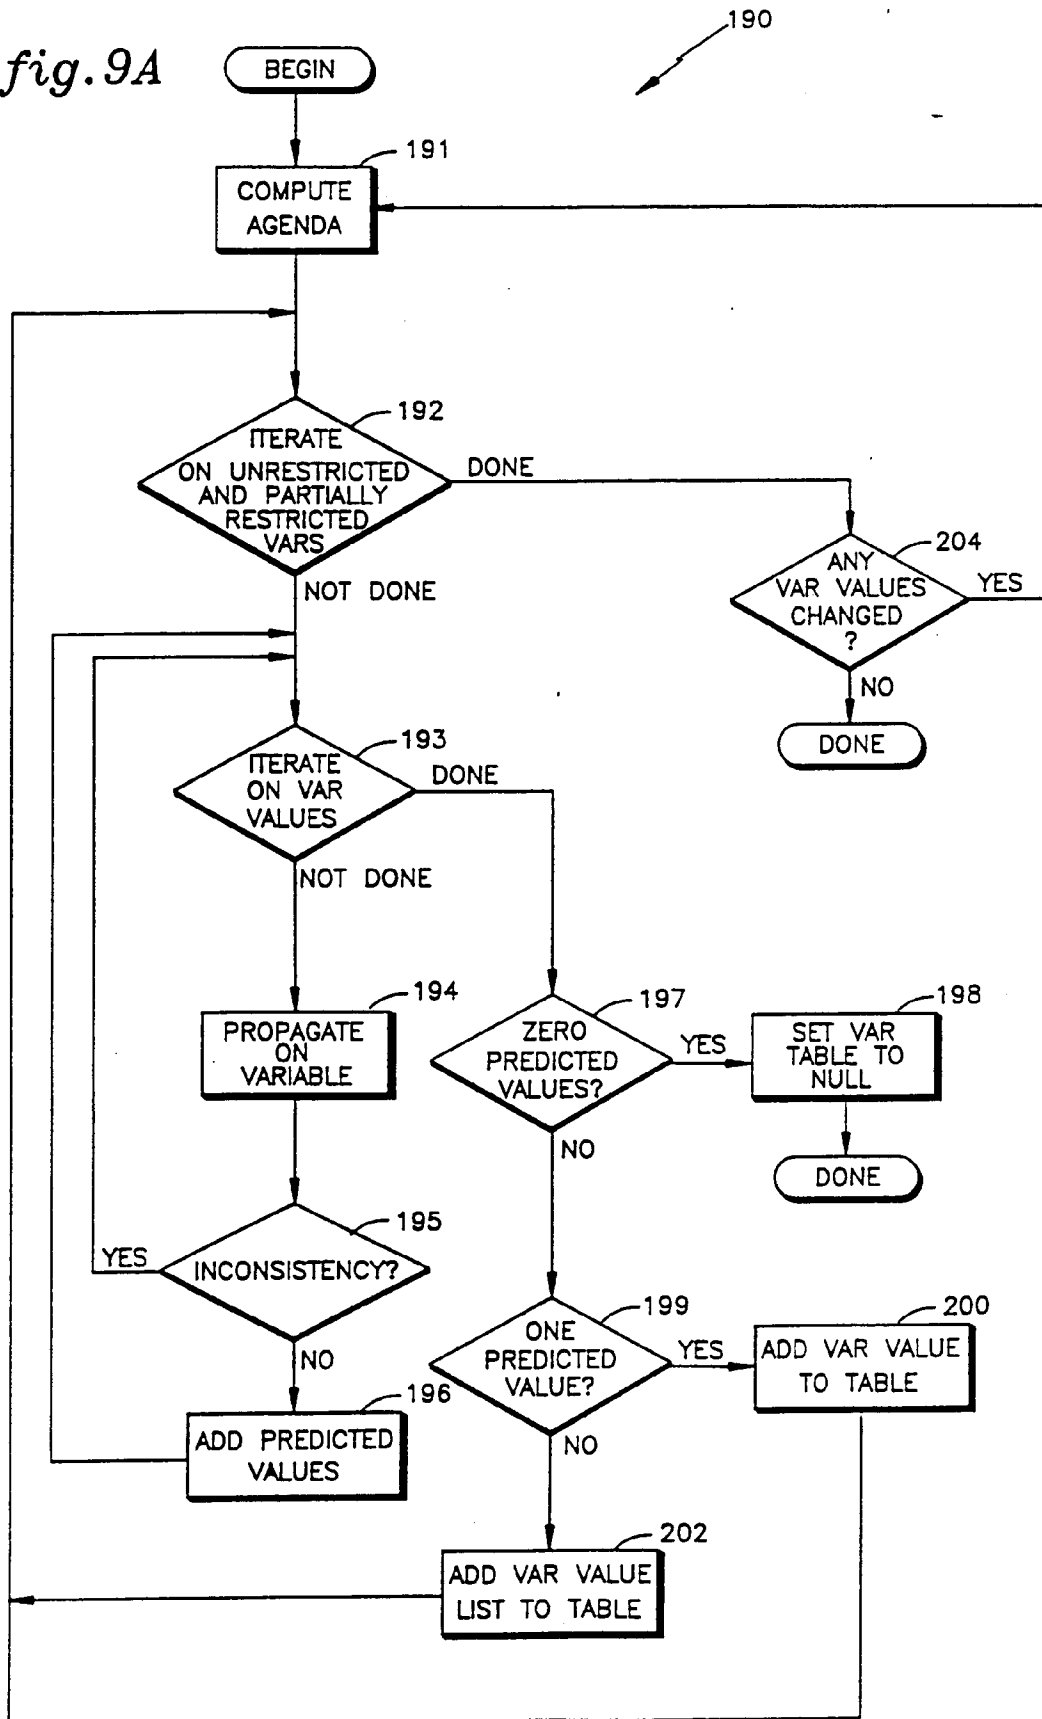 190
fig. 9A
BEGIN
191
COMPUTE
AGENDA
192
ITERATE
ON UNRESTRICTED
AND PARTIALLY
RESTRICTED
VARS
DONE
NOT DONE
204
ANY
VAR VALUES
CHANGED
?
YES
NO
DONE
193
ITERATE
ON VAR
VALUES
DONE
NOT DONE
194
PROPAGATE
ON
VARIABLE
197
ZERO
PREDICTED
VALUES?
YES
NO
198
SET VAR
TABLE TO
NULL
DONE
195
INCONSISTENCY?
YES
NO
199
ONE
PREDICTED
VALUE?
YES
NO
200
ADD VAR VALUE
TO TABLE
196
ADD PREDICTED
VALUES
202
ADD VAR VALUE
LIST TO TABLE